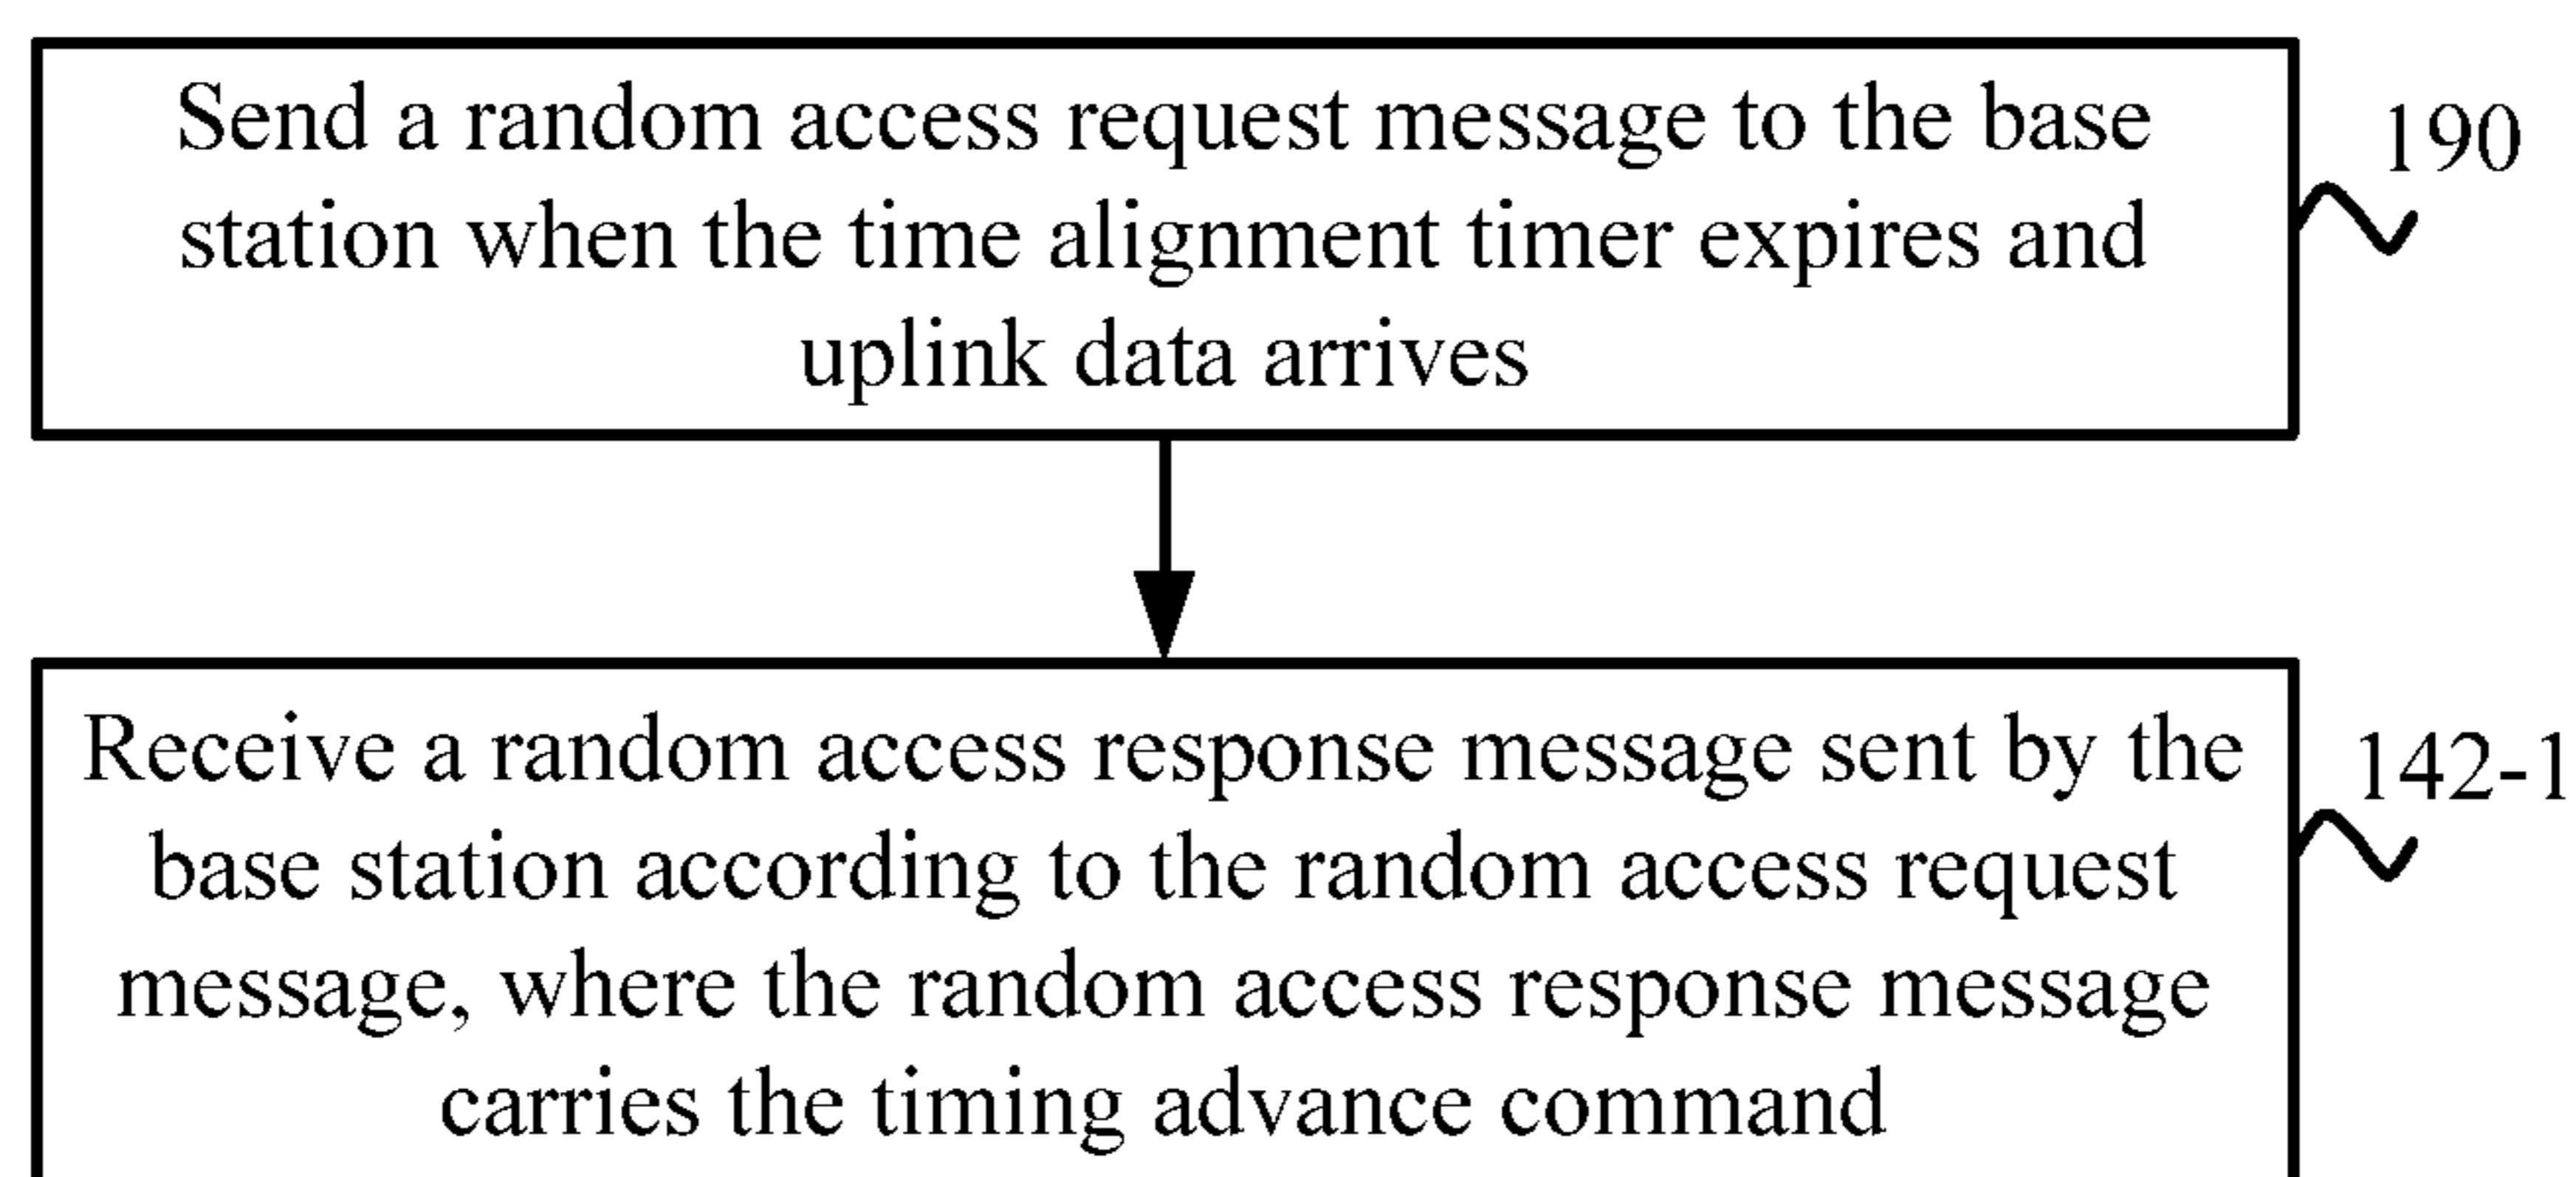 Send a random access request message to the base
station when the time alignment timer expires and
uplink data arrives
190
Receive a random access response message sent by the
base station according to the random access request
message, where the random access response message
carries the timing advance command
142-1